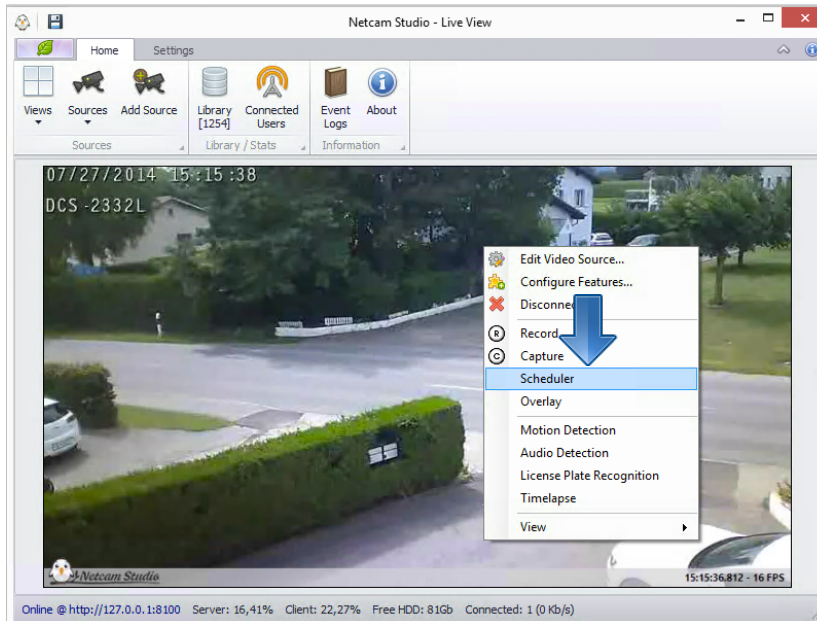 Netcam Studio - Live View
Home Settings
Views Sources Add Source Library [1254] Connected Users Event Logs About
Sources Library / Stats Information
07/27/2014 15:15:38
DCS-2332L
Edit Video Source...
Configure Features...
Record
Capture
Scheduler
Overlay
Motion Detection
Audio Detection
License Plate Recognition
Timelapse
View
Netcam Studio
15:15:36.812 - 16 FPS
Online @ http://127.0.0.1:8100 Server: 16,41% Client: 22,27% Free HDD: 81Gb Connected: 1 (0 Kb/s)